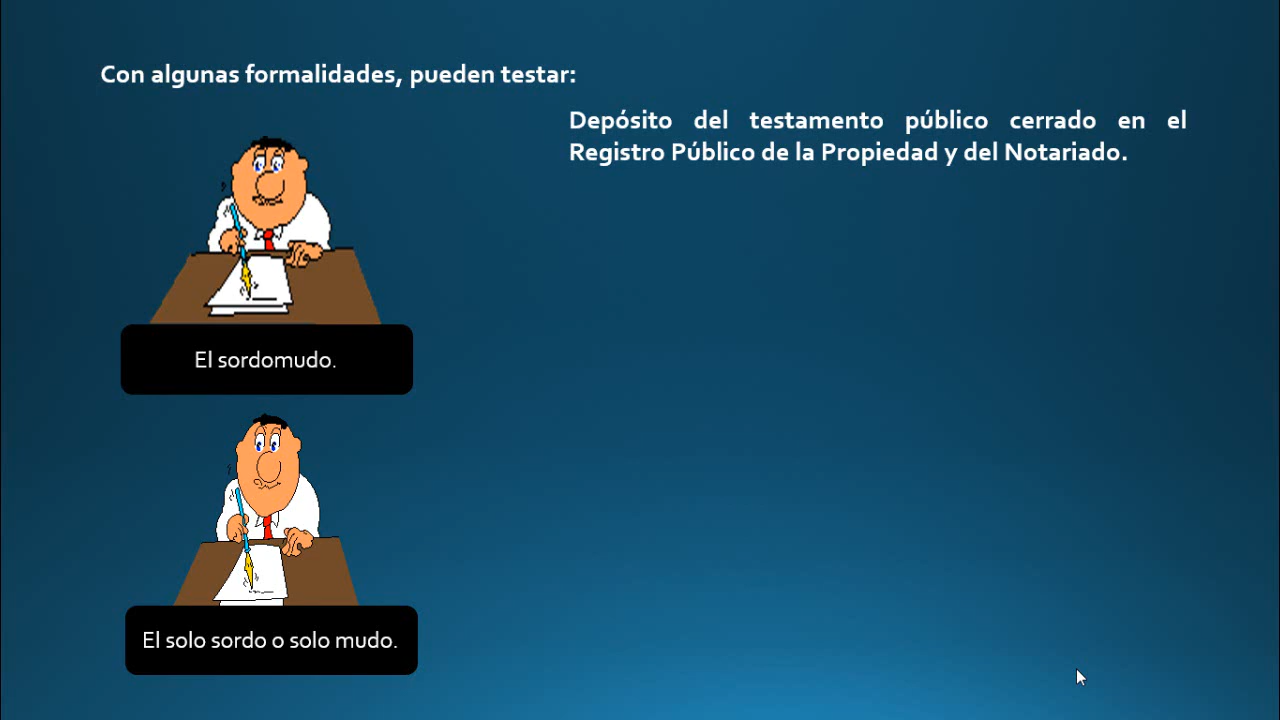 Con algunas formalidades, pueden testar:
Depósito del testamento público cerrado en el
Registro Público de la Propiedad y del Notariado.
El sordomudo.
El solo sordo o solo mudo.